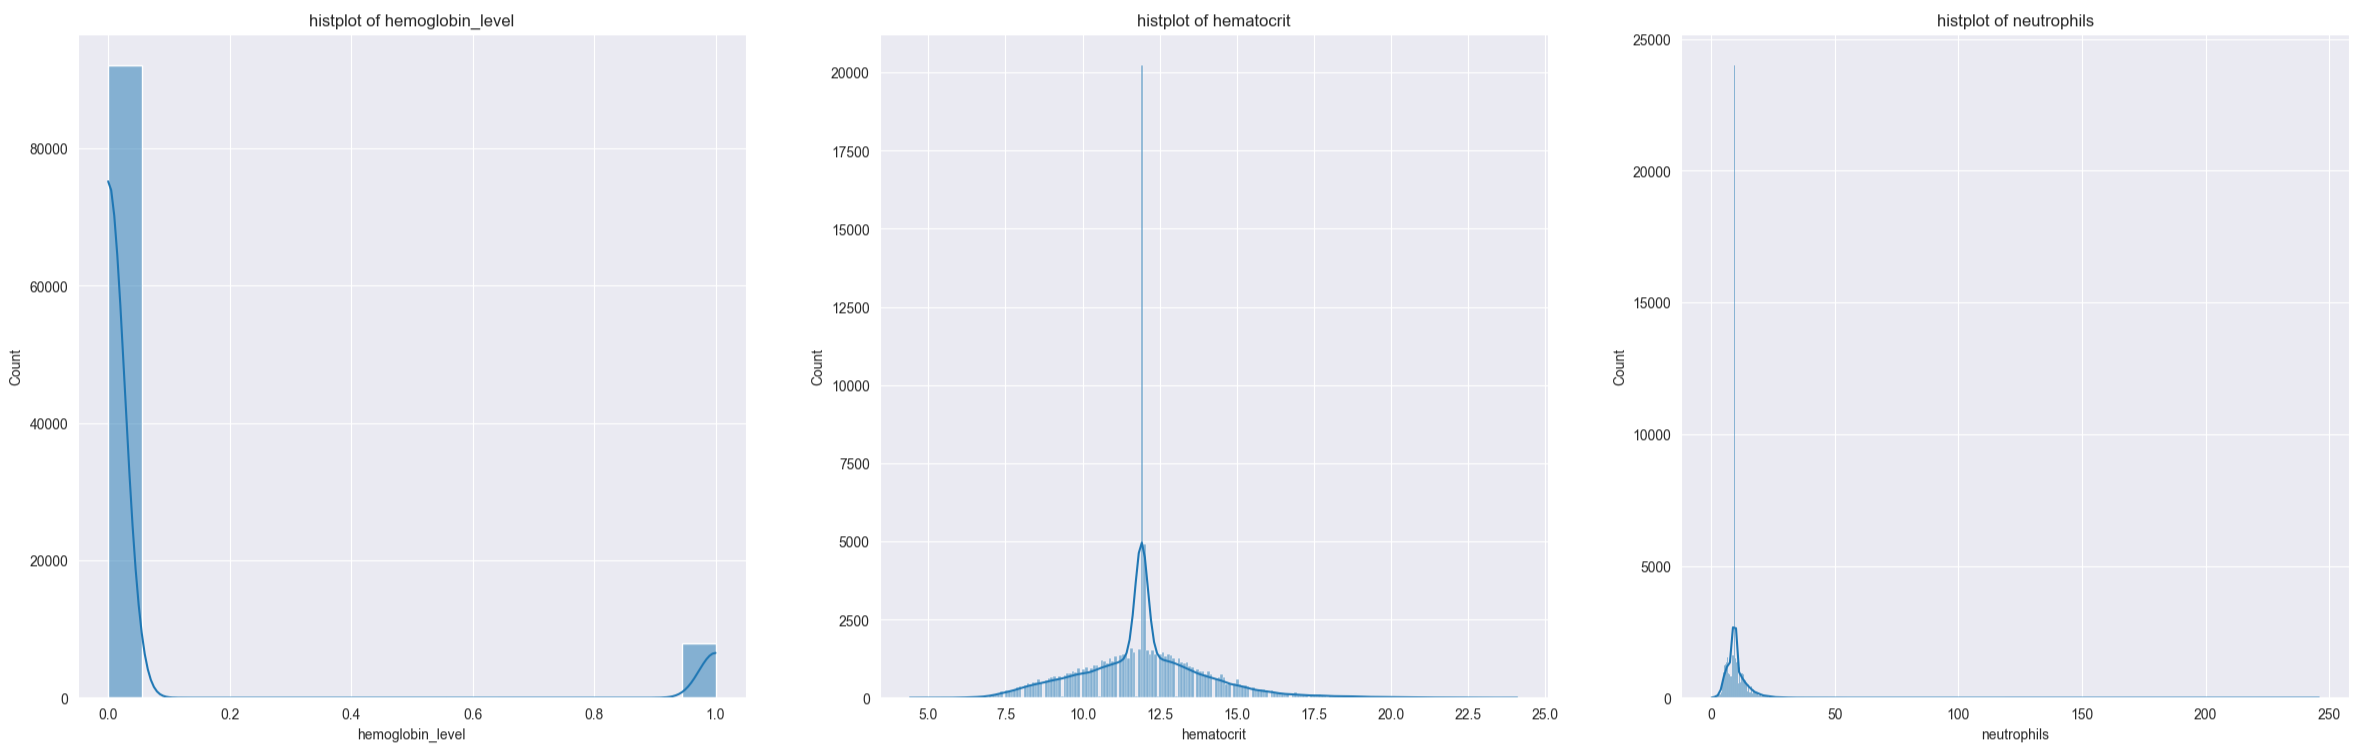 histplot of hemoglobin_level
80000
60000
40000
20000
0
Count
0.0 0.2 0.4 0.6 0.8 1.0
hemoglobin_level
histplot of hematocrit
20000
17500
15000
12500
10000
7500
5000
2500
0
Count
5.0 7.5 10.0 12.5 15.0 17.5 20.0 22.5 25.0
hematocrit
histplot of neutrophils
25000
20000
15000
10000
5000
0
Count
0 50 100 150 200 250
neutrophils